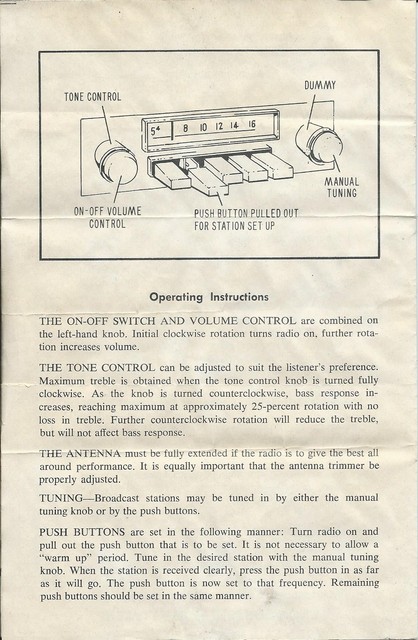 DUMMY
TONE CONTROL
5⁴ 8 10 12 14 16
MANUAL
TUNING
ON-OFF VOLUME
CONTROL
PUSH BUTTON PULLED OUT
FOR STATION SET UP
Operating Instructions
THE ON-OFF SWITCH AND VOLUME CONTROL are combined on
the left-hand knob. Initial clockwise rotation turns radio on, further rota-
tion increases volume.
THE TONE CONTROL can be adjusted to suit the listener's preference.
Maximum treble is obtained when the tone control knob is turned fully
clockwise. As the knob is turned counterclockwise, bass response in-
creases, reaching maximum at approximately 25-percent rotation with no
loss in treble. Further counterclockwise rotation will reduce the treble,
but will not affect bass response.
THE ANTENNA must be fully extended if the radio is to give the best all
around performance. It is equally important that the antenna trimmer be
properly adjusted.
TUNING—Broadcast stations may be tuned in by either the manual
tuning knob or by the push buttons.
PUSH BUTTONS are set in the following manner: Turn radio on and
pull out the push button that is to be set. It is not necessary to allow a
"warm up" period. Tune in the desired station with the manual tuning
knob. When the station is received clearly, press the push button in as far
as it will go. The push button is now set to that frequency. Remaining
push buttons should be set in the same manner.